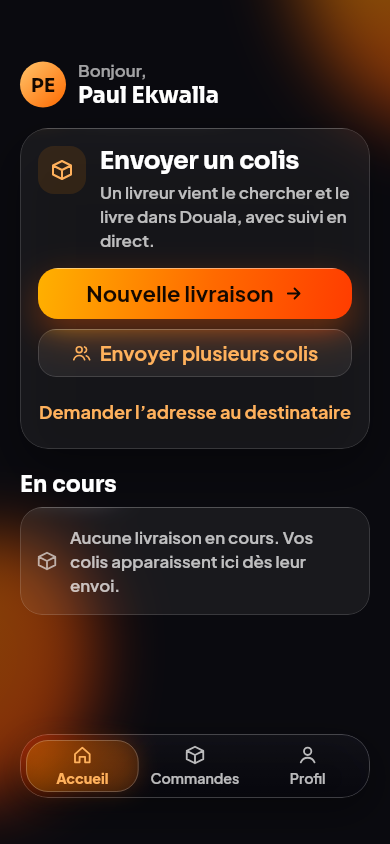 PE
Bonjour,
Paul Ekwalla
Envoyer un colis
Un livreur vient le chercher et le
livre dans Douala, avec suivi en
direct.
Nouvelle livraison →
Envoyer plusieurs colis
Demander l’adresse au destinataire
En cours
Aucune livraison en cours. Vos
colis apparaissent ici dès leur
envoi.
Accueil
Commandes
Profil